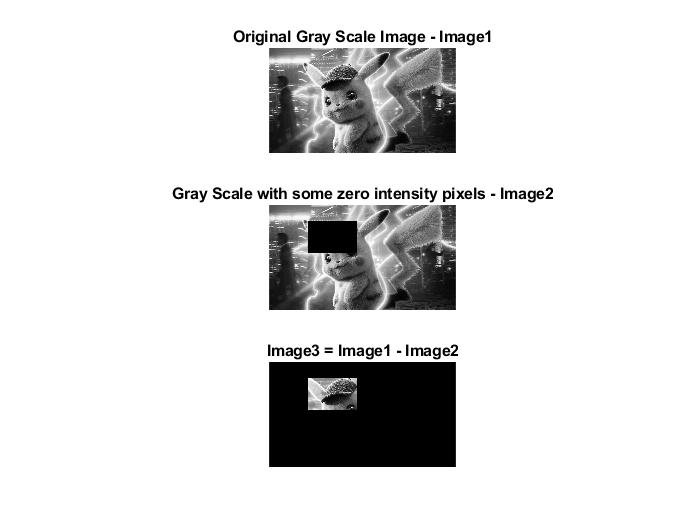 Original Gray Scale Image - Image1
Gray Scale with some zero intensity pixels - Image2
Image3 = Image1 - Image2